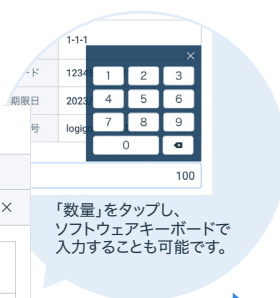 1-1-1
ード
12345
期限日
2023
号
logig
×
1 2 3
4 5 6
7 8 9
0
100
×
「数量」をタップし、
ソフトウェアキーボードで
入力することも可能です。